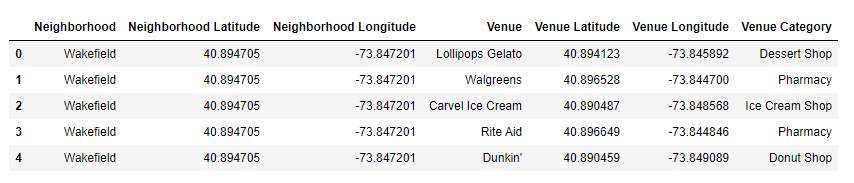 Neighborhood Neighborhood Latitude Neighborhood Longitude Venue Venue Latitude Venue Longitude Venue Category
0 Wakefield 40.894705 -73.847201 Lollipops Gelato 40.894123 -73.845892 Dessert Shop
1 Wakefield 40.894705 -73.847201 Walgreens 40.896528 -73.844700 Pharmacy
2 Wakefield 40.894705 -73.847201 Carvel Ice Cream 40.890487 -73.848568 Ice Cream Shop
3 Wakefield 40.894705 -73.847201 Rite Aid 40.896649 -73.844846 Pharmacy
4 Wakefield 40.894705 -73.847201 Dunkin' 40.890459 -73.849089 Donut Shop